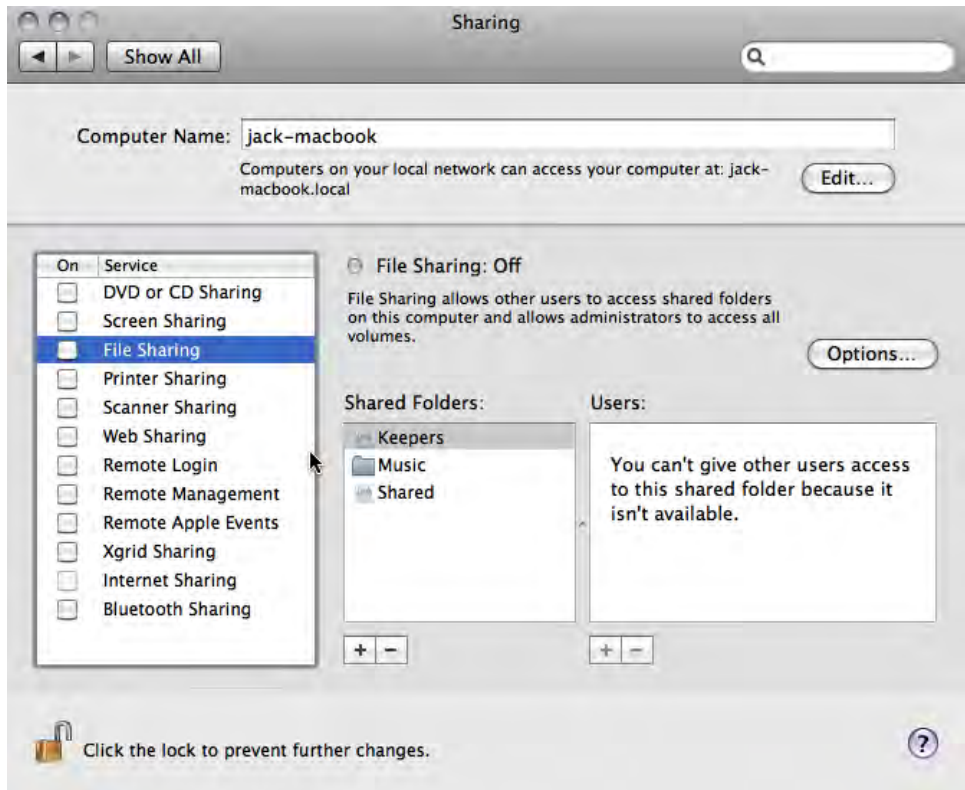 Sharing
Show All
Computer Name: jack-macbook
Computers on your local network can access your computer at: jack-
macbook.local
Edit...
On Service
DVD or CD Sharing
Screen Sharing
File Sharing
Printer Sharing
Scanner Sharing
Web Sharing
Remote Login
Remote Management
Remote Apple Events
Xgrid Sharing
Internet Sharing
Bluetooth Sharing
File Sharing: Off
File Sharing allows other users to access shared folders
on this computer and allows administrators to access all
volumes.
Options...
Shared Folders:
Keepers
Music
Shared
Users:
You can't give other users access
to this shared folder because it
isn't available.
+ −
+ −
Click the lock to prevent further changes.
?